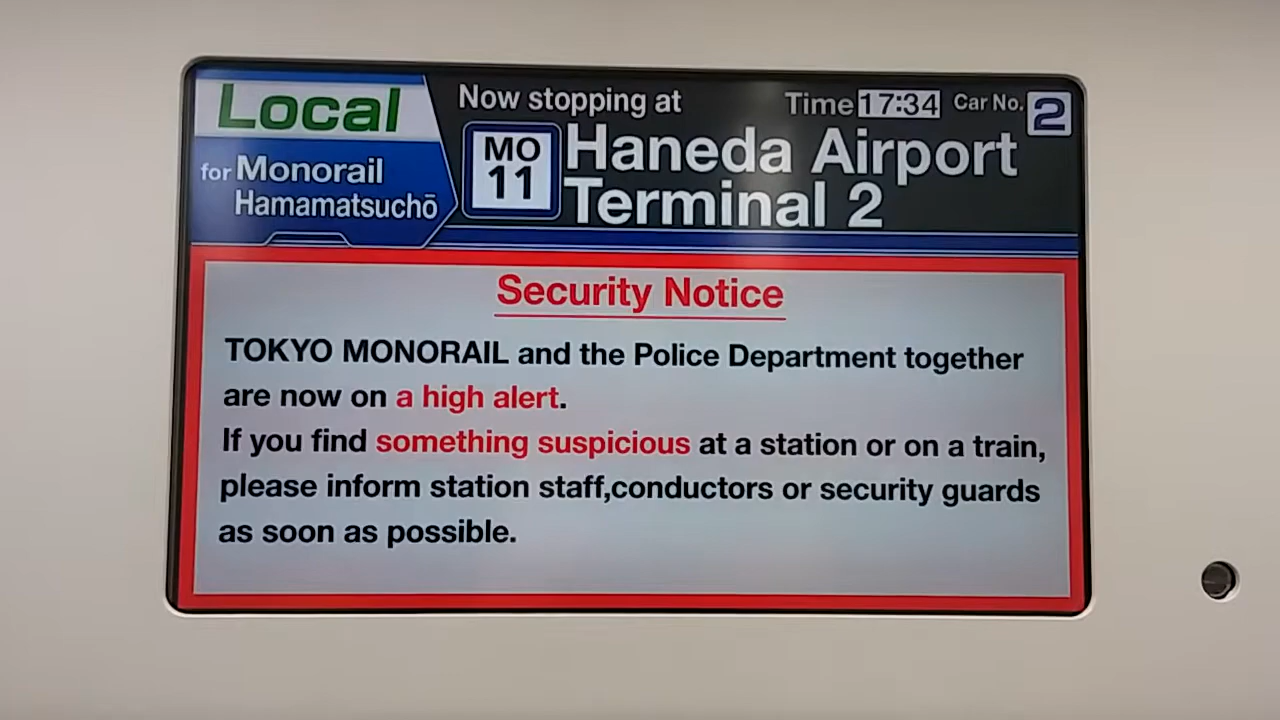 Local
for Monorail
Hamamatsuchō
Now stopping at
Time 17:34 Car No. 2
MO
11
Haneda Airport
Terminal 2
Security Notice
TOKYO MONORAIL and the Police Department together
are now on a high alert.
If you find something suspicious at a station or on a train,
please inform station staff,conductors or security guards
as soon as possible.